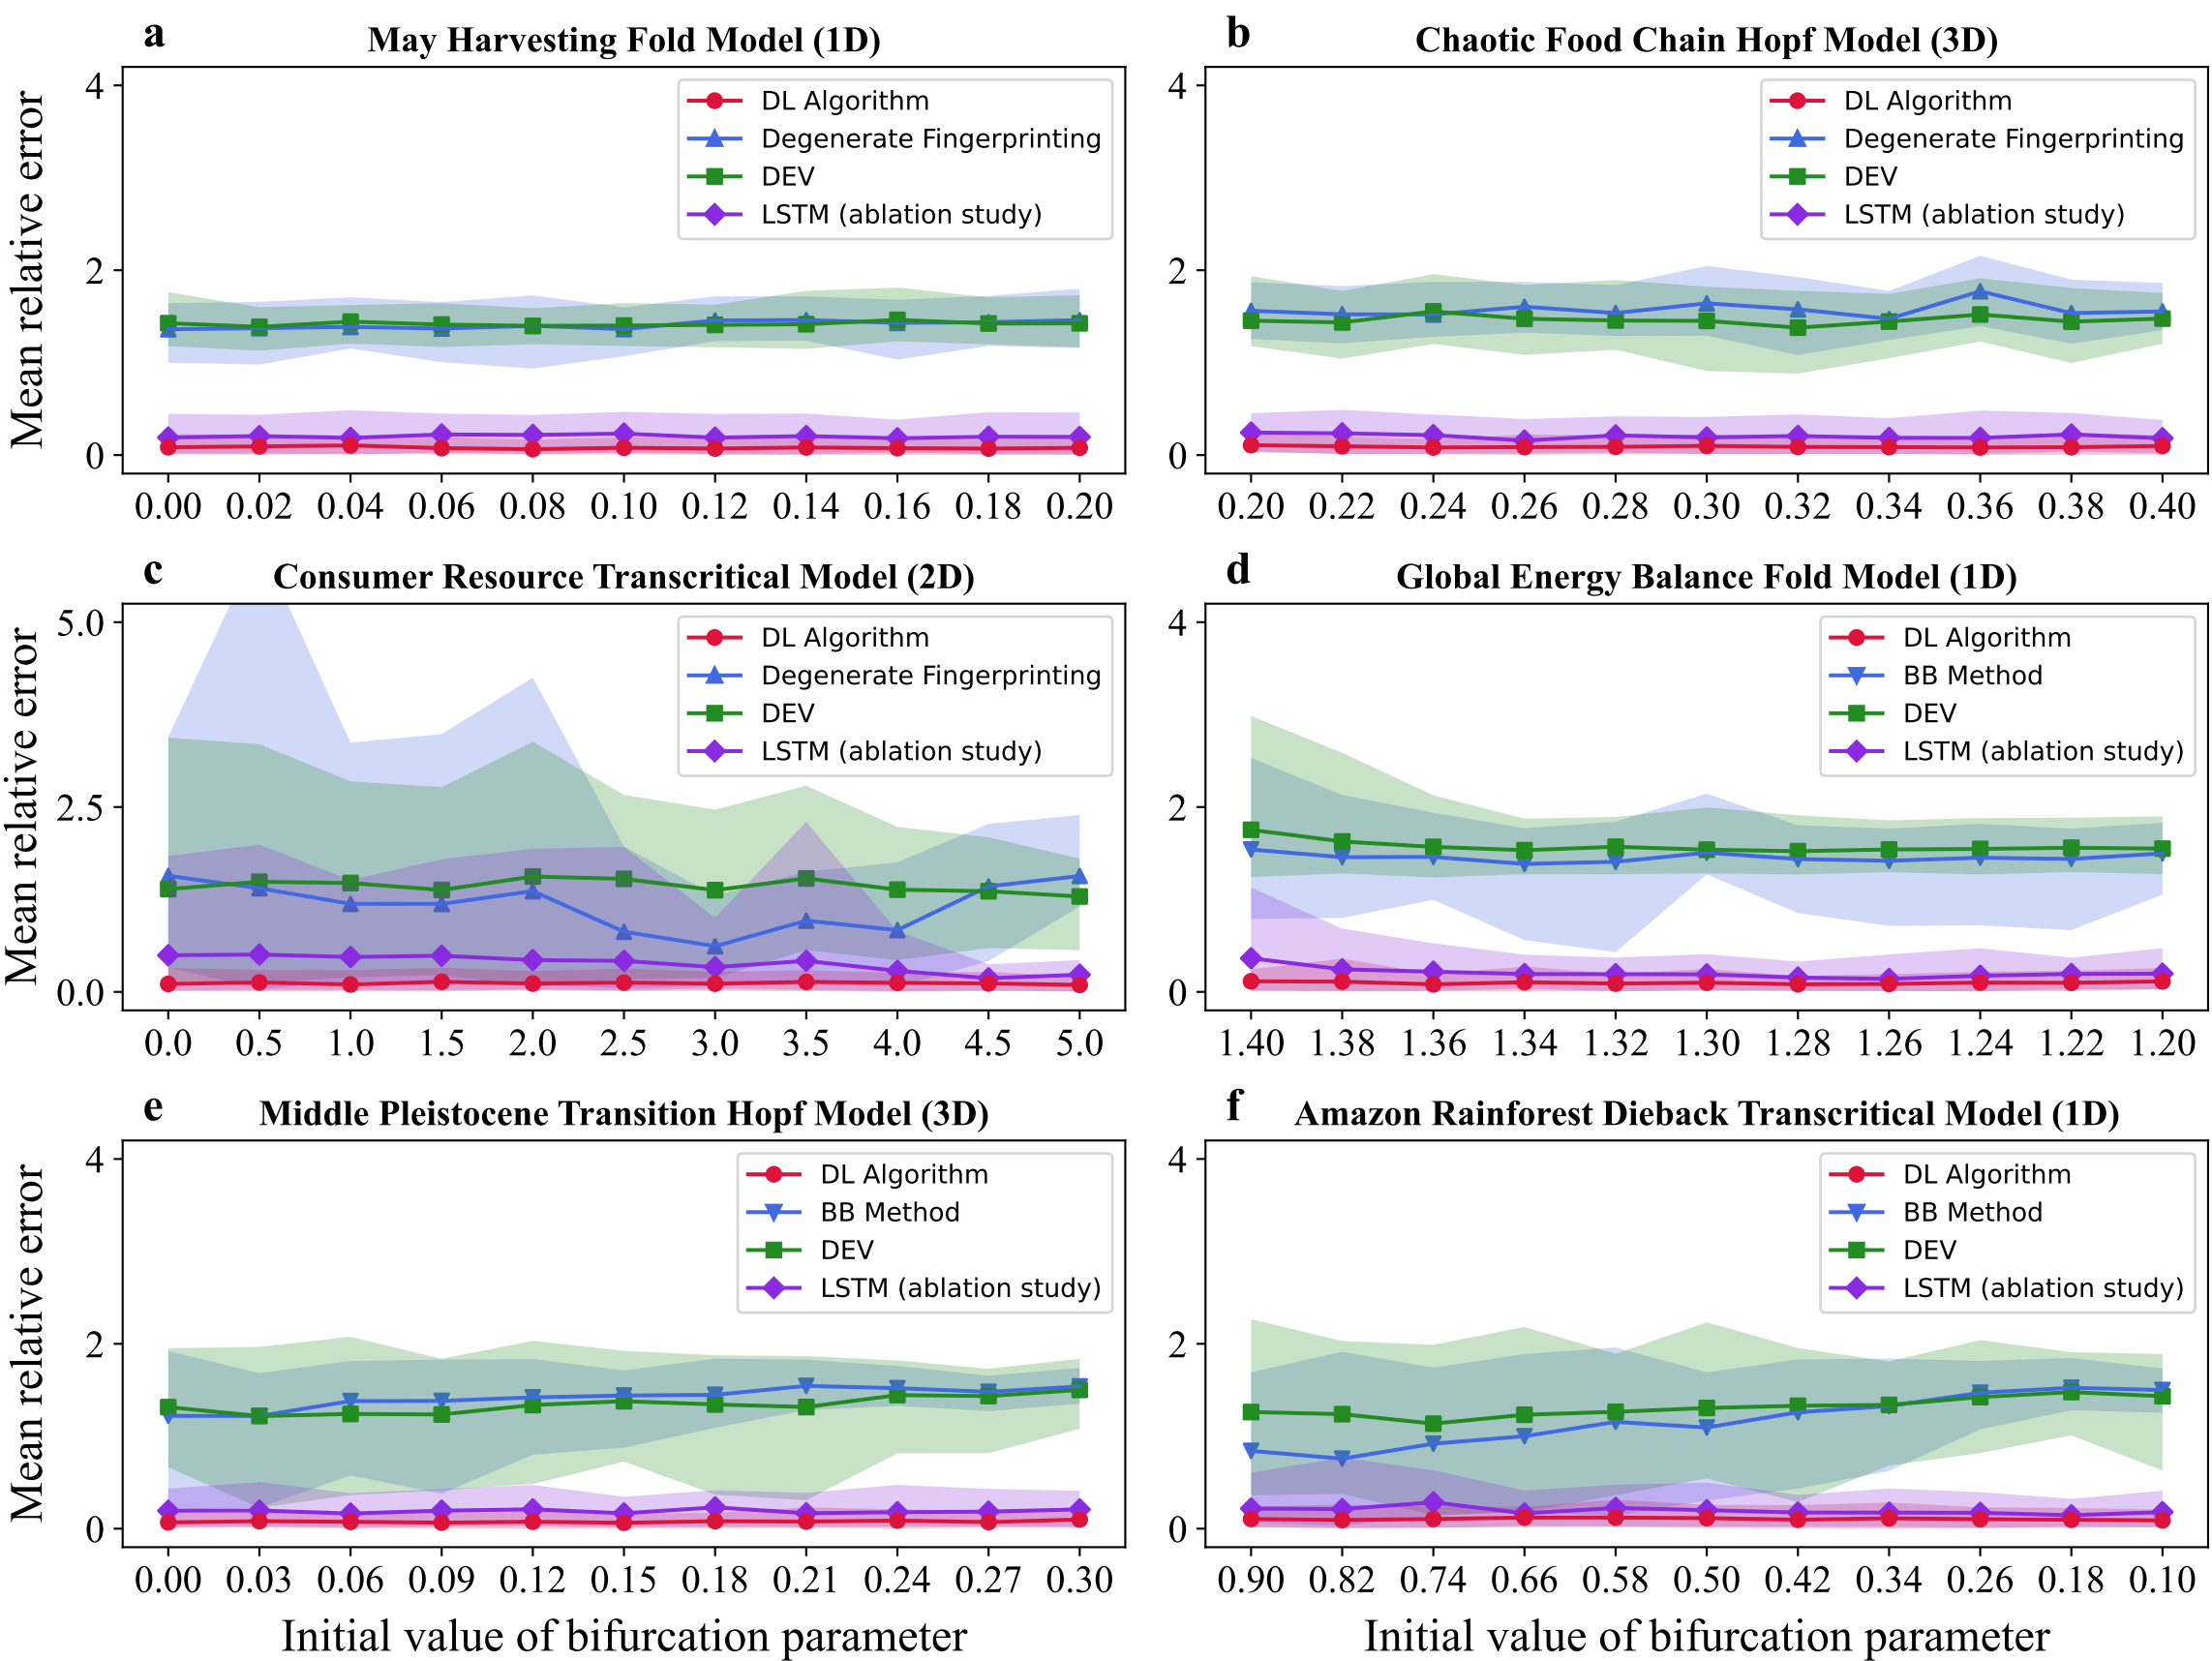 a
May Harvesting Fold Model (1D)
Mean relative error
4
2
0
DL Algorithm
Degenerate Fingerprinting
DEV
LSTM (ablation study)
0.00 0.02 0.04 0.06 0.08 0.10 0.12 0.14 0.16 0.18 0.20
b
Chaotic Food Chain Hopf Model (3D)
4
2
0
DL Algorithm
Degenerate Fingerprinting
DEV
LSTM (ablation study)
0.20 0.22 0.24 0.26 0.28 0.30 0.32 0.34 0.36 0.38 0.40
c
Consumer Resource Transcritical Model (2D)
Mean relative error
5.0
2.5
0.0
DL Algorithm
Degenerate Fingerprinting
DEV
LSTM (ablation study)
0.0 0.5 1.0 1.5 2.0 2.5 3.0 3.5 4.0 4.5 5.0
d
Global Energy Balance Fold Model (1D)
4
2
0
DL Algorithm
BB Method
DEV
LSTM (ablation study)
1.40 1.38 1.36 1.34 1.32 1.30 1.28 1.26 1.24 1.22 1.20
e
Middle Pleistocene Transition Hopf Model (3D)
Mean relative error
4
2
0
DL Algorithm
BB Method
DEV
LSTM (ablation study)
0.00 0.03 0.06 0.09 0.12 0.15 0.18 0.21 0.24 0.27 0.30
Initial value of bifurcation parameter
f
Amazon Rainforest Dieback Transcritical Model (1D)
4
2
0
DL Algorithm
BB Method
DEV
LSTM (ablation study)
0.90 0.82 0.74 0.66 0.58 0.50 0.42 0.34 0.26 0.18 0.10
Initial value of bifurcation parameter